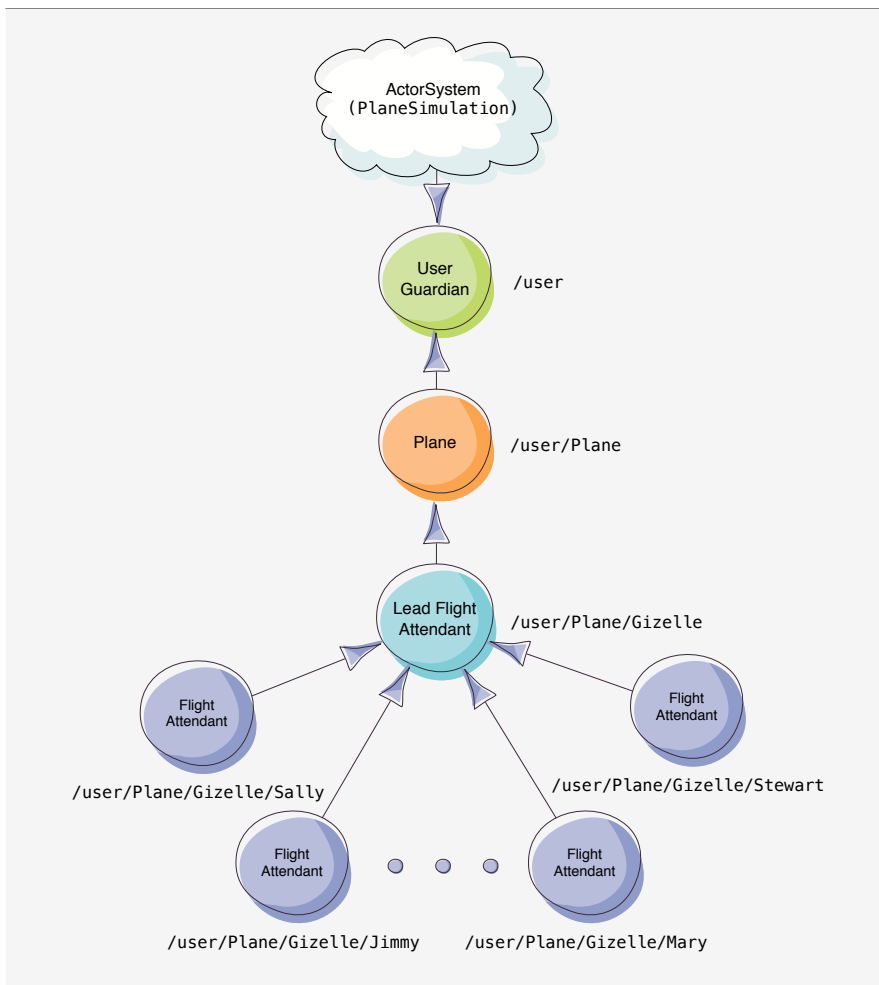 ActorSystem
(PlaneSimulation)
User
Guardian
/user
Plane
/user/Plane
Lead Flight
Attendant
/user/Plane/Gizelle
Flight
Attendant
/user/Plane/Gizelle/Sally
Flight
Attendant
/user/Plane/Gizelle/Stewart
Flight
Attendant
/user/Plane/Gizelle/Jimmy
Flight
Attendant
/user/Plane/Gizelle/Mary